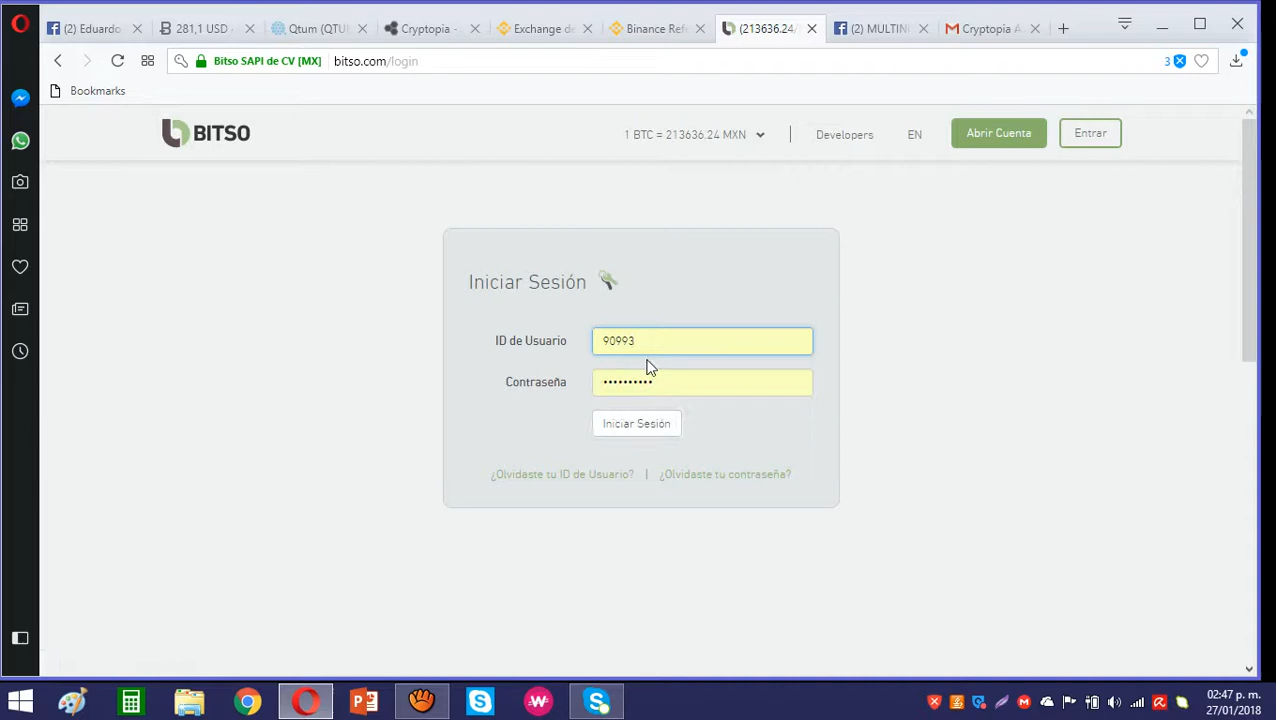 (2) Eduardo
281,1 USD
Qtum (QTU
Cryptopia -
Exchange de
Binance Refe
(213636.24/
(2) MULTINI
Cryptopia A
Bitso SAPI de CV [MX]
bitso.com/login
3
Bookmarks
BITSO
1 BTC = 213636.24 MXN
Developers
EN
Abrir Cuenta
Entrar
Iniciar Sesión
ID de Usuario
90993
Contraseña
••••••••••
Iniciar Sesión
¿Olvidaste tu ID de Usuario? | ¿Olvidaste tu contraseña?
02:47 p. m.
27/01/2018